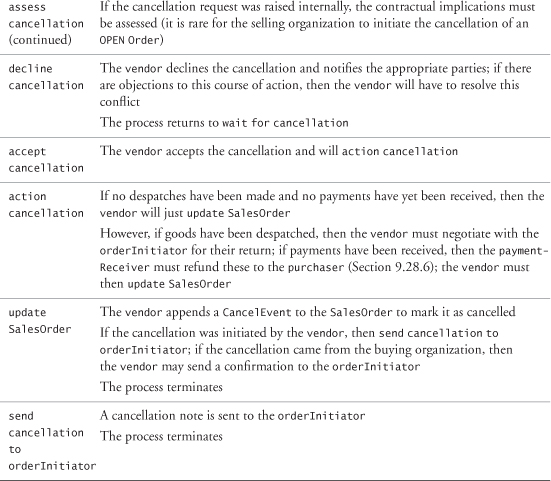 assess
cancellation
(continued)
If the cancellation request was raised internally, the contractual implications must
be assessed (it is rare for the selling organization to initiate the cancellation of an
OPEN Order)
decline
cancellation
The vendor declines the cancellation and notifies the appropriate parties; if there
are objections to this course of action, then the vendor will have to resolve this
conflict
The process returns to wait for cancellation
accept
cancellation
The vendor accepts the cancellation and will action cancellation
action
cancellation
If no despatches have been made and no payments have yet been received, then the
vendor will just update SalesOrder
However, if goods have been despatched, then the vendor must negotiate with the
orderInitiator for their return; if payments have been received, then the payment-
Receiver must refund these to the purchaser (Section 9.28.6); the vendor must
then update SalesOrder
update
SalesOrder
The vendor appends a CancelEvent to the SalesOrder to mark it as cancelled
If the cancellation was initiated by the vendor, then send cancellation to
orderInitiator; if the cancellation came from the buying organization, then
the vendor may send a confirmation to the orderInitiator
The process terminates
send
cancellation
to
orderInitiator
A cancellation note is sent to the orderInitiator
The process terminates